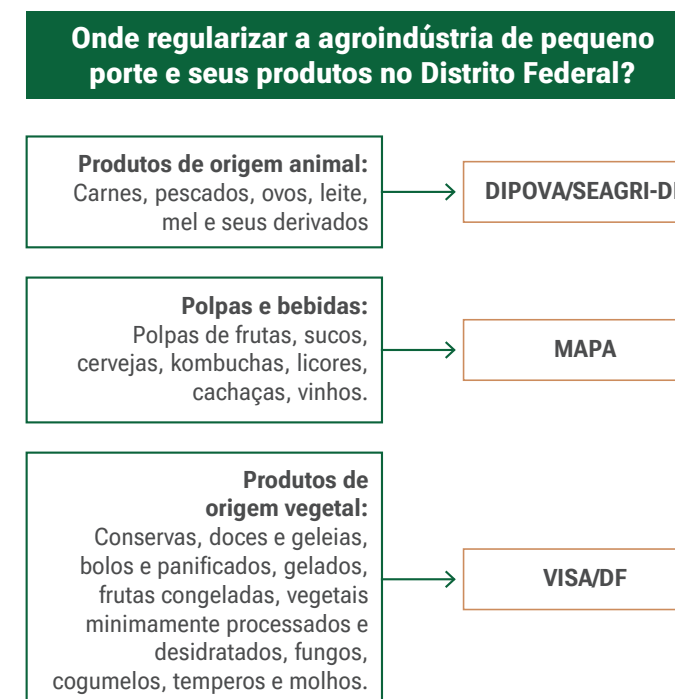 Onde regularizar a agroindústria de pequeno
porte e seus produtos no Distrito Federal?
Produtos de origem animal:
Carnes, pescados, ovos, leite,
mel e seus derivados
DIPOVA/SEAGRI-D
Polpas e bebidas:
Polpas de frutas, sucos,
cervejas, kombuchas, licores,
cachaças, vinhos.
MAPA
Produtos de
origem vegetal:
Conservas, doces e geleias,
bolos e panificados, gelados,
frutas congeladas, vegetais
minimamente processados e
desidratados, fungos,
cogumelos, temperos e molhos.
VISA/DF